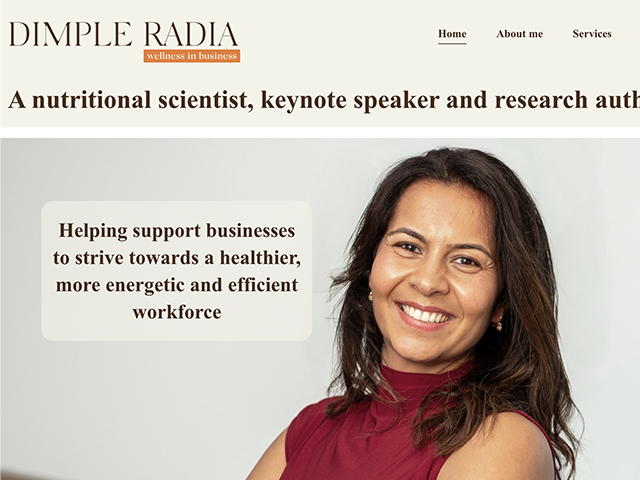 DIMPLE RADIA
wellness in business
Home About me Services
A nutritional scientist, keynote speaker and research auth
Helping support businesses
to strive towards a healthier,
more energetic and efficient
workforce